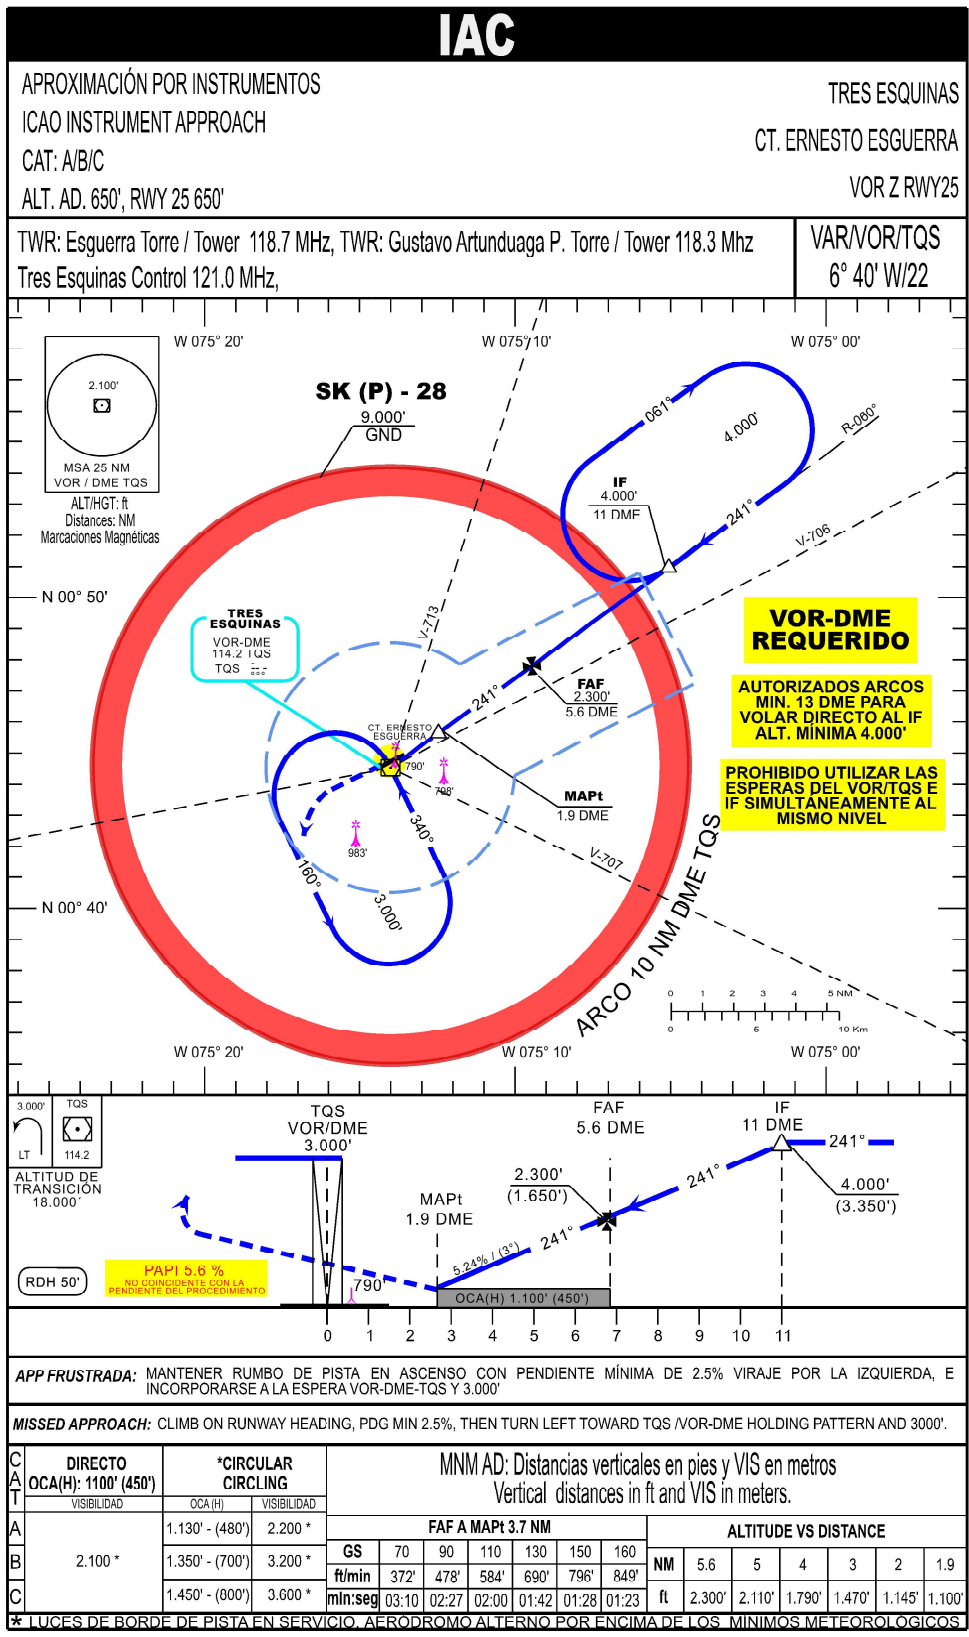 IAC
APROXIMACIÓN POR INSTRUMENTOS
ICAO INSTRUMENT APPROACH
CAT: A/B/C
ALT. AD. 650', RWY 25 650'
TRES ESQUINAS
CT. ERNESTO ESGUERRA
VOR Z RWY25
TWR: Esguerra Torre / Tower 118.7 MHz, TWR: Gustavo Artunduaga P. Torre / Tower 118.3 Mhz
Tres Esquinas Control 121.0 MHz,
VAR/VOR/TQS
6° 40' W/22
W 075° 20'
W 075° 10'
W 075° 00'
2.100'
MSA 25 NM
VOR / DME TQS
ALT/HGT: ft
Distances: NM
Marcaciones Magnéticas
SK (P) - 28
9.000'
GND
061°
4.000'
R-060°
IF
4.000'
11 DME
241°
V-706
V-713
N 00° 50'
TRES
ESQUINAS
VOR-DME
114.2 TQS
TQS
VOR-DME
REQUERIDO
FAF
2.300'
5.6 DME
241°
AUTORIZADOS ARCOS
MIN. 13 DME PARA
VOLAR DIRECTO AL IF
ALT. MÍNIMA 4.000'
CT. ERNESTO
ESGUERRA
790'
798'
PROHIBIDO UTILIZAR LAS
ESPERAS DEL VOR/TQS E
IF SIMULTÁNEAMENTE AL
MISMO NIVEL
MAPt
1.9 DME
340°
983'
160°
V-707
3.000'
N 00° 40'
ARCO 10 NM DME TQS
0 1 2 3 4 5 NM
0 6 10 Km
W 075° 20'
W 075° 10'
W 075° 00'
3.000'
LT
TQS
114.2
ALTITUD DE
TRANSICIÓN
18.000'
TQS
VOR/DME
3.000'
FAF
5.6 DME
IF
11 DME
241°
2.300'
(1.650')
241°
4.000'
(3.350')
MAPt
1.9 DME
5.24% / (3°)
241°
RDH 50'
PAPI 5.6 %
NO COINCIDENTE CON LA
PENDIENTE DEL PROCEDIMIENTO
790'
OCA(H) 1.100' (450')
0 1 2 3 4 5 6 7 8 9 10 11
APP FRUSTRADA: MANTENER RUMBO DE PISTA EN ASCENSO CON PENDIENTE MÍNIMA DE 2.5% VIRAJE POR LA IZQUIERDA, E
INCORPORARSE A LA ESPERA VOR-DME-TQS Y 3.000'
MISSED APPROACH: CLIMB ON RUNWAY HEADING, PDG MIN 2.5%, THEN TURN LEFT TOWARD TQS /VOR-DME HOLDING PATTERN AND 3000'.
CAT
DIRECTO
OCA(H): 1100' (450')
VISIBILIDAD
*CIRCULAR
CIRCLING
OCA (H) VISIBILIDAD
A 1.130' - (480') 2.200 *
B 2.100 * 1.350' - (700') 3.200 *
C 1.450' - (800') 3.600 *
MNM AD: Distancias verticales en pies y VIS en metros
Vertical distances in ft and VIS in meters.
FAF A MAPt 3.7 NM
GS 70 90 110 130 150 160
ft/min 372' 478' 584' 690' 796' 849'
mln:seg 03:10 02:27 02:00 01:42 01:28 01:23
ALTITUDE VS DISTANCE
NM 5.6 5 4 3 2 1.9
ft 2.300' 2.110' 1.790' 1.470' 1.145' 1.100'
* LUCES DE BORDE DE PISTA EN SERVICIO. AERÓDROMO ALTERNO POR ENCIMA DE LOS MÍNIMOS METEOROLÓGICOS